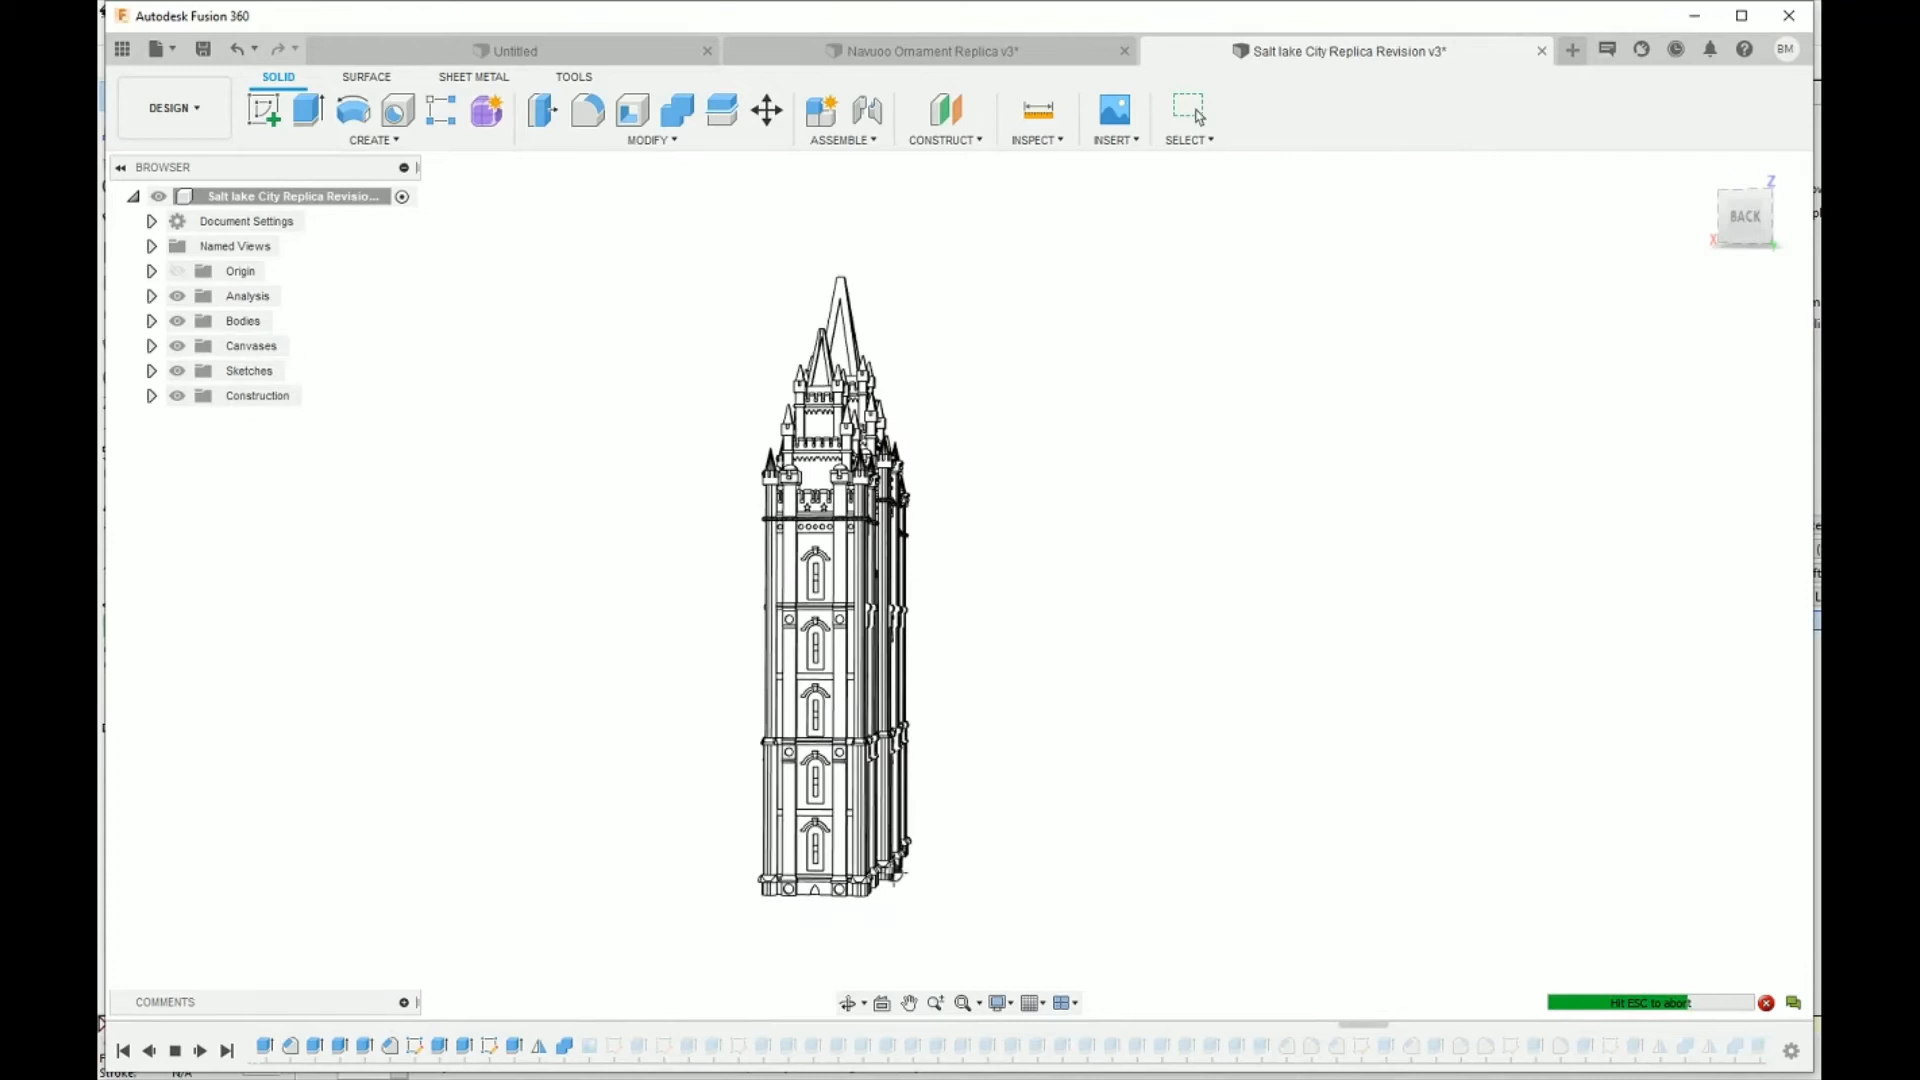 Autodesk Fusion 360
Untitled
Navuoo Ornament Replica v3*
Salt lake City Replica Revision v3*
BM
SOLID
SURFACE
SHEET METAL
TOOLS
DESIGN
CREATE
MODIFY
ASSEMBLE
CONSTRUCT
INSPECT
INSERT
SELECT
BROWSER
Salt lake City Replica Revisio...
Document Settings
Named Views
Origin
Analysis
Bodies
Canvases
Sketches
Construction
Z
BACK
X
COMMENTS
Hit ESC to abort
Stroke: N/A